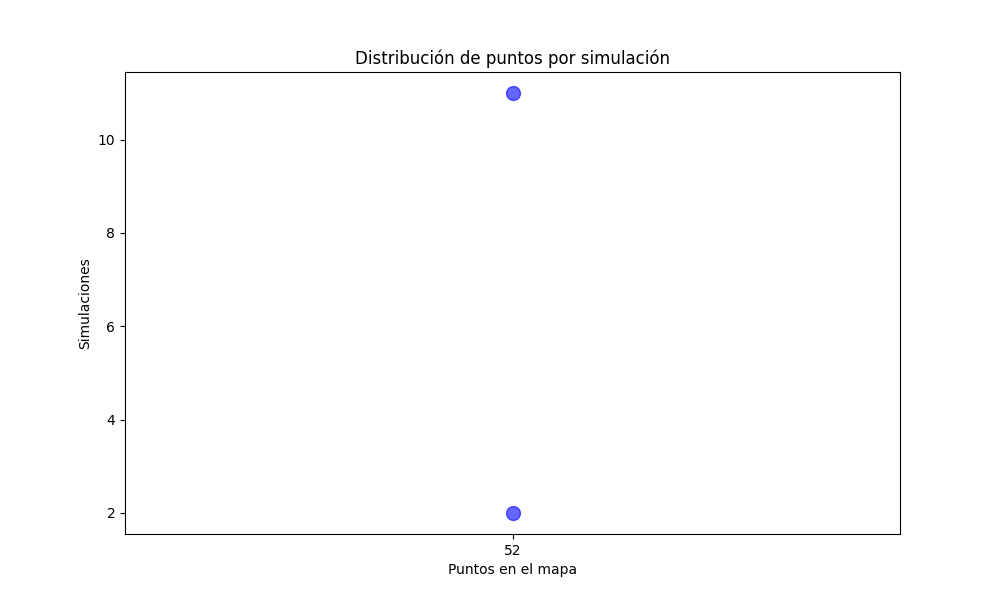 Distribución de puntos por simulación
10
8
6
4
2
Simulaciones
52
Puntos en el mapa